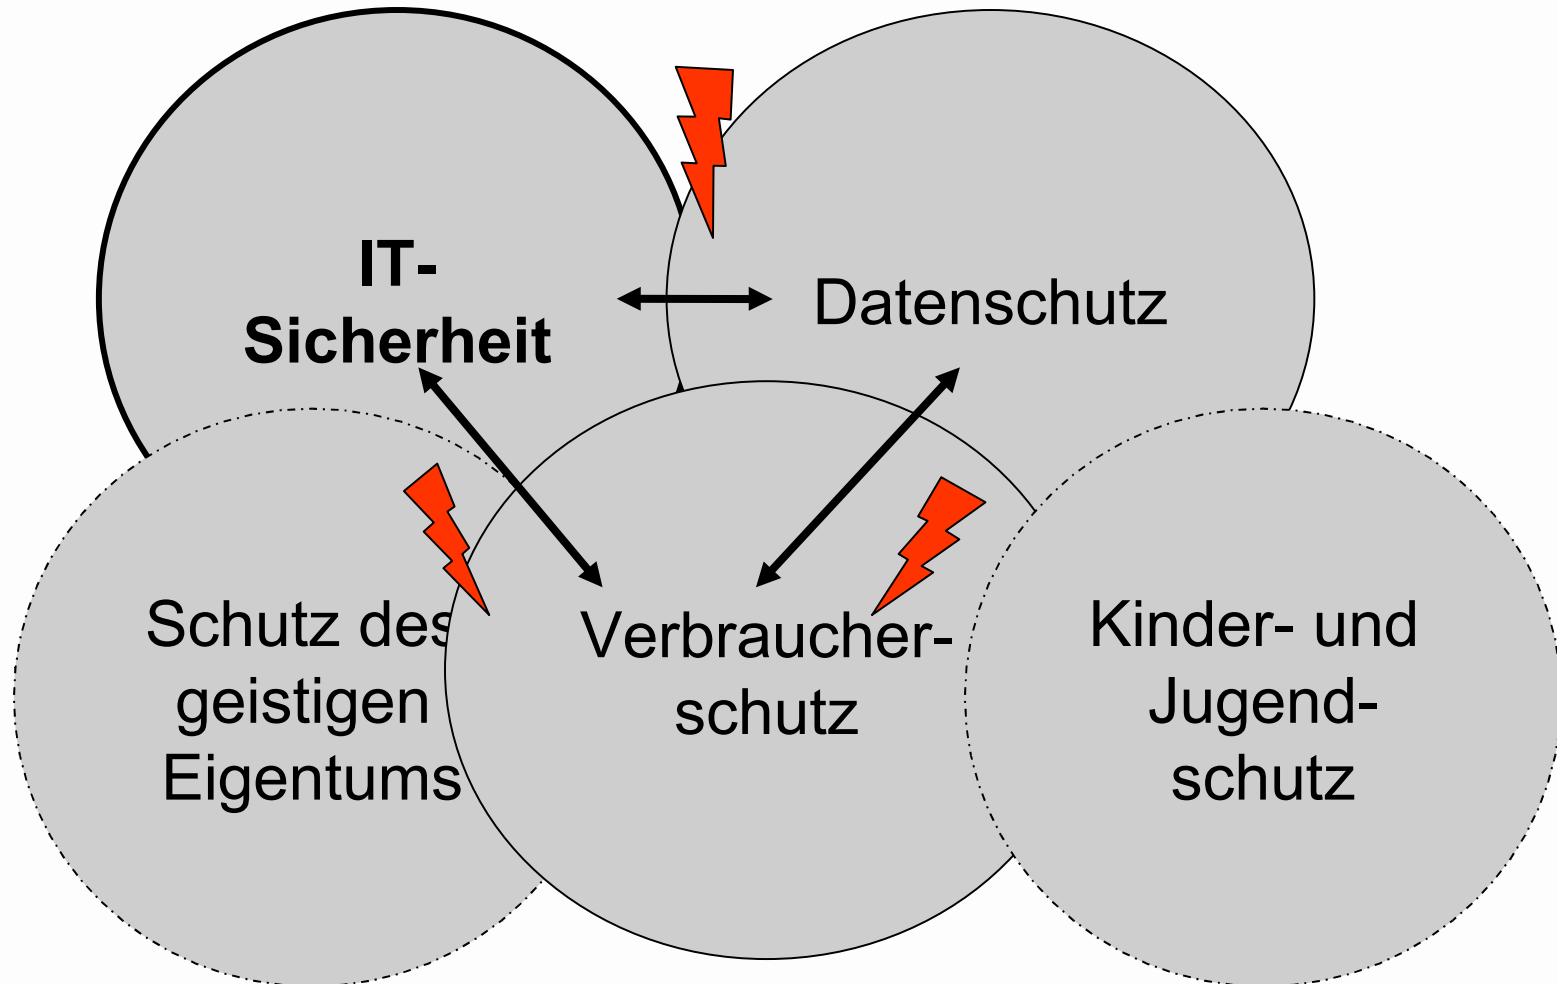 IT-
Sicherheit
Datenschutz
Schutz des
geistigen
Eigentums
Verbraucher-
schutz
Kinder- und
Jugend-
schutz